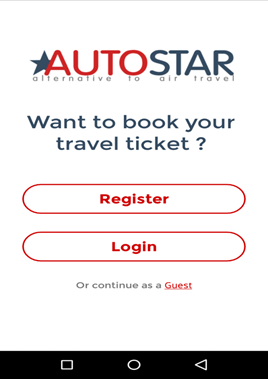 AUTOSTAR
alternative to air travel
Want to book your
travel ticket ?
Register
Login
Or continue as a Guest